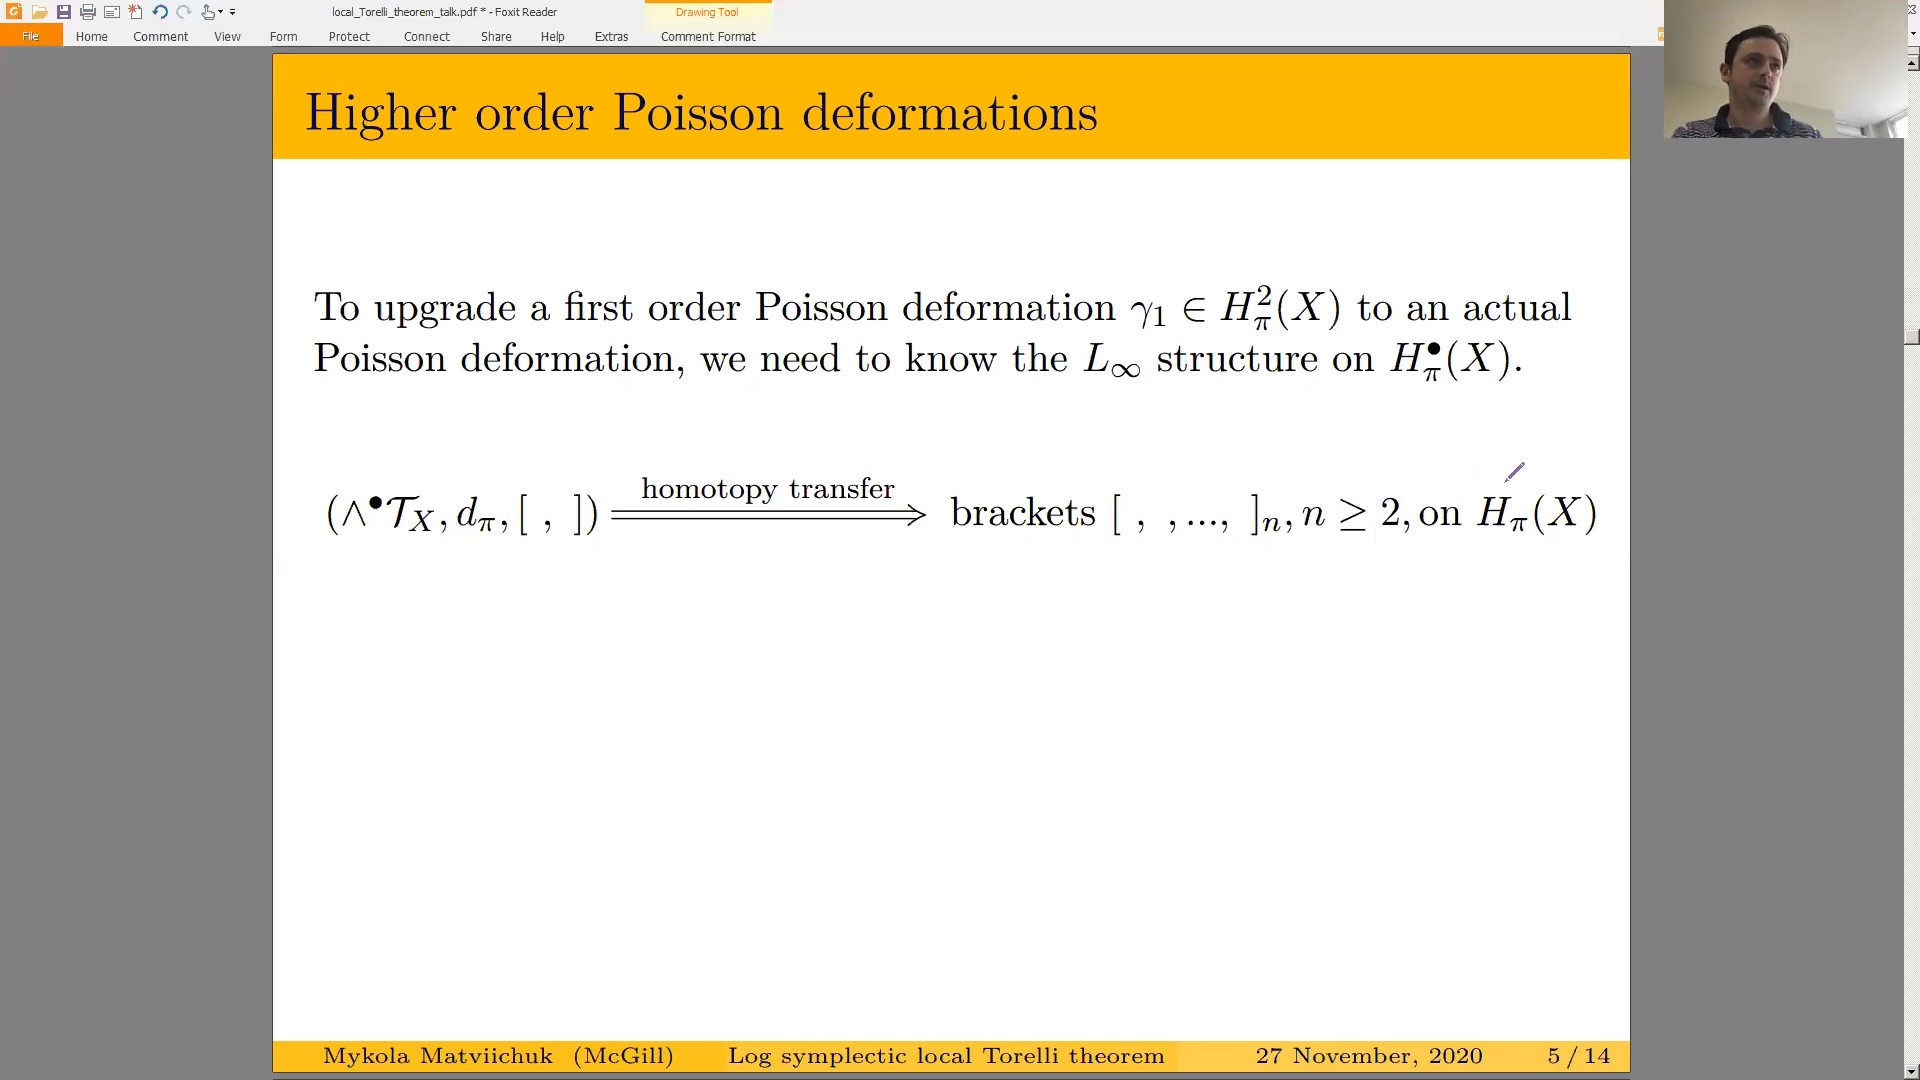 local_Torelli_theorem_talk.pdf * - Foxit Reader
Drawing Tool
File Home Comment View Form Protect Connect Share Help Extras Comment Format
Higher order Poisson deformations
To upgrade a first order Poisson deformation γ₁ ∈ H²_π(X) to an actual
Poisson deformation, we need to know the L_∞ structure on H^•_π(X).
(∧^•𝒯_X, d_π, [ , ]) ⟹ brackets [ , , ..., ]_n, n ≥ 2, on H_π(X)
homotopy transfer
Mykola Matviichuk (McGill) Log symplectic local Torelli theorem 27 November, 2020 5 / 14